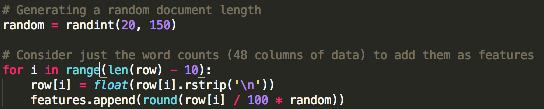 # Generating a random document length
random = randint(20, 150)
# Consider just the word counts (48 columns of data) to add them as features
for i in range(len(row) - 10):
row[i] = float(row[i].rstrip('\n'))
features.append(round(row[i] / 100 * random))